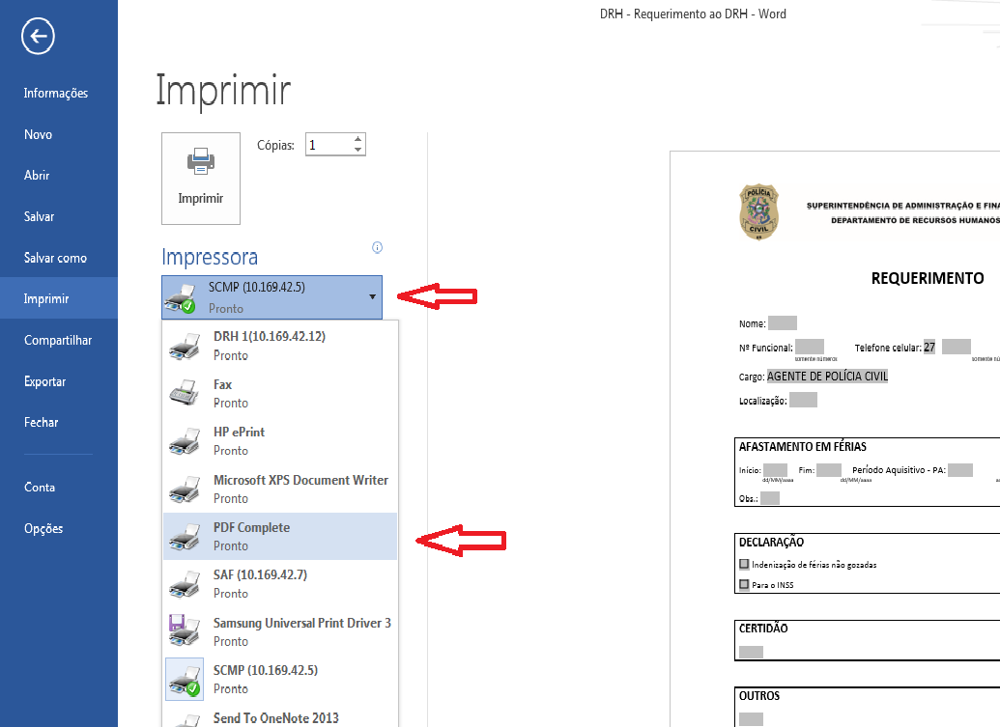 DRH - Requerimento ao DRH - Word
Informações
Novo
Abrir
Salvar
Salvar como
Imprimir
Compartilhar
Exportar
Fechar
Conta
Opções
Imprimir
Cópias: 1
Imprimir
Impressora
SCMP (10.169.42.5)
Pronto
DRH 1(10.169.42.12)
Pronto
Fax
Pronto
HP ePrint
Pronto
Microsoft XPS Document Writer
Pronto
PDF Complete
Pronto
SAF (10.169.42.7)
Pronto
Samsung Universal Print Driver 3
Pronto
SCMP (10.169.42.5)
Pronto
Send To OneNote 2013
POLÍCIA
CIVIL
SUPERINTENDÊNCIA DE ADMINISTRAÇÃO E FINA
DEPARTAMENTO DE RECURSOS HUMANOS
REQUERIMENTO
Nome:
Nº Funcional: Telefone celular: 27
somente números somente nú
Cargo: AGENTE DE POLÍCIA CIVIL
Localização:
AFASTAMENTO EM FÉRIAS
Início: Fim: Período Aquisitivo - PA:
dd/MM/aaaa dd/MM/aaaa
Obs.:
DECLARAÇÃO
Indenização de férias não gozadas
Para o INSS
CERTIDÃO
OUTROS